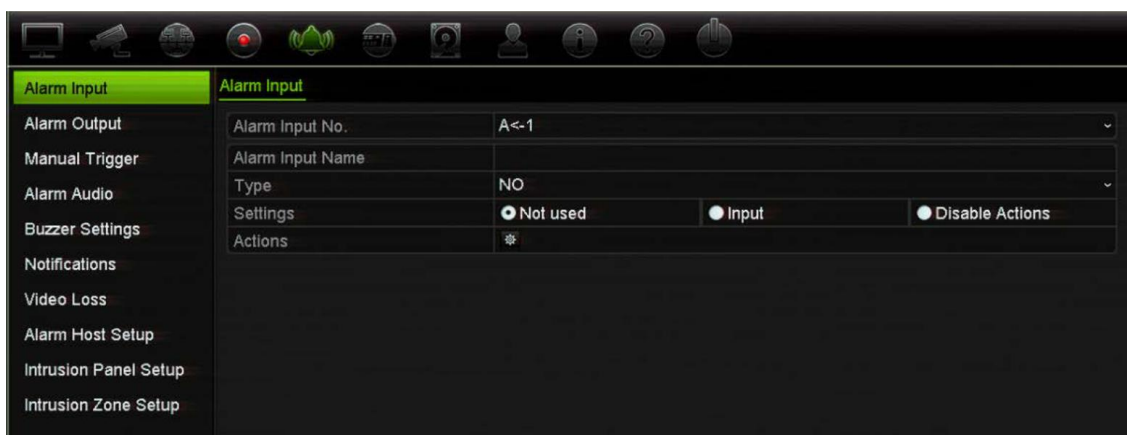 Alarm Input
Alarm Output
Manual Trigger
Alarm Audio
Buzzer Settings
Notifications
Video Loss
Alarm Host Setup
Intrusion Panel Setup
Intrusion Zone Setup
Alarm Input
Alarm Input No. A<-1
Alarm Input Name
Type NO
Settings Not used Input Disable Actions
Actions